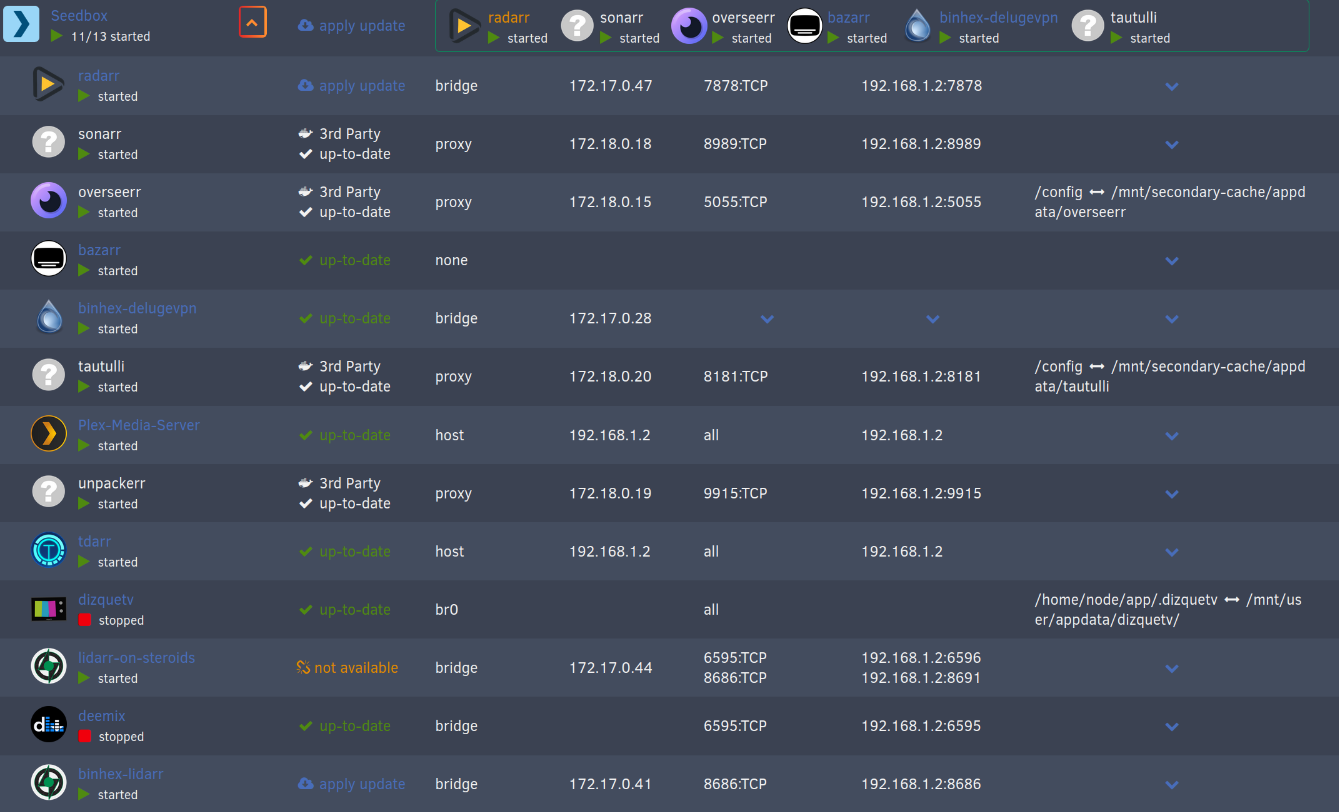 Seedbox
11/13 started
apply update
radarr
started
?
sonarr
started
overseerr
started
bazarr
started
binhex-delugevpn
started
?
tautulli
started
radarr
started
apply update
bridge
172.17.0.47
7878:TCP
192.168.1.2:7878
?
sonarr
started
3rd Party
up-to-date
proxy
172.18.0.18
8989:TCP
192.168.1.2:8989
overseerr
started
3rd Party
up-to-date
proxy
172.18.0.15
5055:TCP
192.168.1.2:5055
/config ↔ /mnt/secondary-cache/appd
ata/overseerr
bazarr
started
up-to-date
none
binhex-delugevpn
started
up-to-date
bridge
172.17.0.28
?
tautulli
started
3rd Party
up-to-date
proxy
172.18.0.20
8181:TCP
192.168.1.2:8181
/config ↔ /mnt/secondary-cache/appd
ata/tautulli
Plex-Media-Server
started
up-to-date
host
192.168.1.2
all
192.168.1.2
?
unpackerr
started
3rd Party
up-to-date
proxy
172.18.0.19
9915:TCP
192.168.1.2:9915
T
tdarr
started
up-to-date
host
192.168.1.2
all
192.168.1.2
dizquetv
stopped
up-to-date
br0
all
/home/node/app/.dizquetv ↔ /mnt/us
er/appdata/dizquetv/
lidarr-on-steroids
started
not available
bridge
172.17.0.44
6595:TCP
8686:TCP
192.168.1.2:6596
192.168.1.2:8691
deemix
stopped
up-to-date
bridge
6595:TCP
192.168.1.2:6595
binhex-lidarr
started
apply update
bridge
172.17.0.41
8686:TCP
192.168.1.2:8686